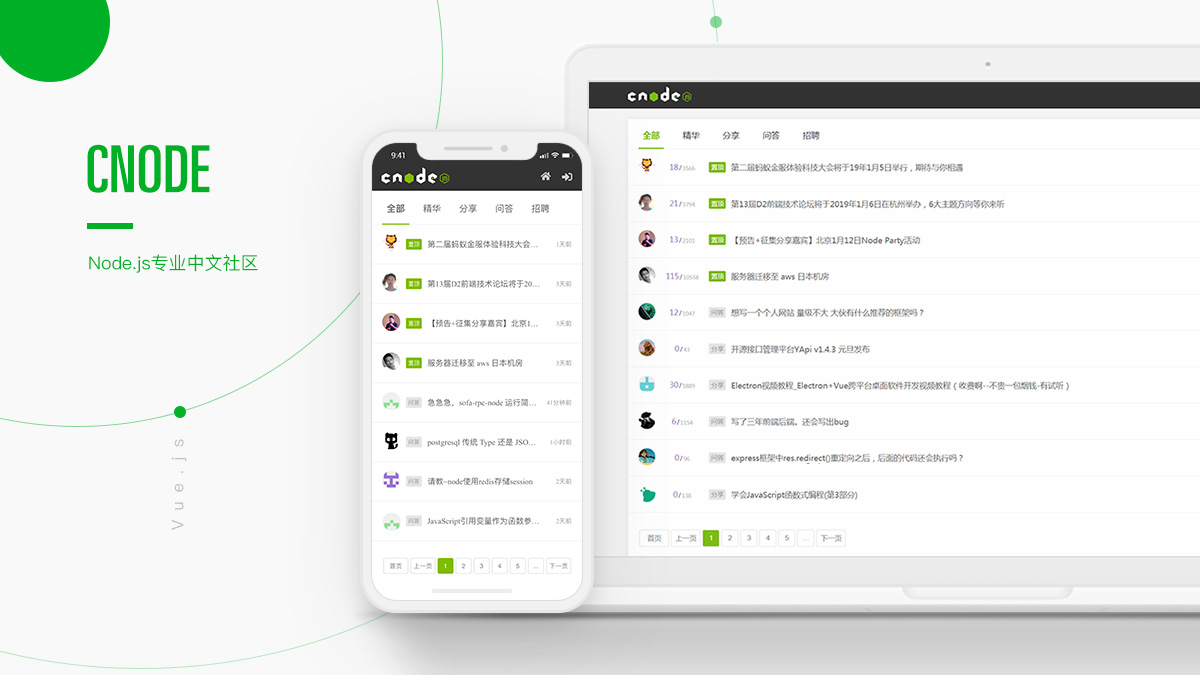 CNODE
Node.js专业中文社区
Vue.js
9:41
cnode JS
全部 精华 分享 问答 招聘
置顶 第二届蚂蚁金服体验科技大会... 1天前
置顶 第13届D2前端技术论坛将于20... 3天前
置顶 【预告+征集分享嘉宾】北京1... 3天前
置顶 服务器迁移至 aws 日本机房 3天前
问答 急急急，sofa-rpc-node 运行简... 41分钟前
问答 postgresql 传统 Type 还是 JSO... 1小时前
问答 请教~node使用redis存储session 2天前
问答 JavaScript引用变量作为函数参... 2天前
首页 上一页 1 2 3 4 5 ... 下一页
cnode JS
全部 精华 分享 问答 招聘
18/3566 置顶 第二届蚂蚁金服体验科技大会将于19年1月5日举行，期待与你相遇
21/3794 置顶 第13届D2前端技术论坛将于2019年1月6日在杭州举办，6大主题方向等你来听
13/2101 置顶 【预告+征集分享嘉宾】北京1月12日Node Party活动
115/10558 置顶 服务器迁移至 aws 日本机房
12/1047 问答 想写一个个人网站 量级不大 大伙有什么推荐的框架吗？
0/43 分享 开源接口管理平台YApi v1.4.3 元旦发布
30/5889 分享 Electron视频教程_Electron+Vue跨平台桌面软件开发视频教程（收费啊--不贵一包烟钱-有试听）
6/1154 问答 写了三年前端后端。还会写出bug
0/96 问答 express框架中res.redirect()重定向之后，后面的代码还会执行吗？
0/138 分享 学会JavaScript函数式编程(第3部分)
首页 上一页 1 2 3 4 5 ... 下一页